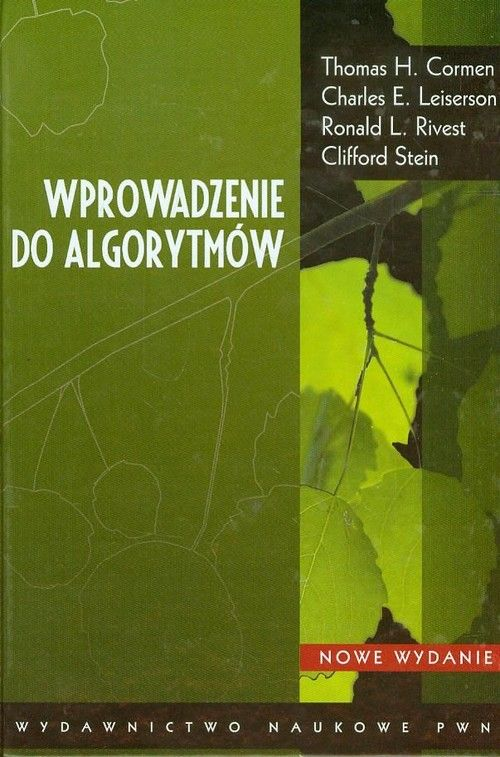 Thomas H. Cormen
Charles E. Leiserson
Ronald L. Rivest
Clifford Stein
WPROWADZENIE
DO ALGORYTMÓW
NOWE WYDANIE
WYDAWNICTWO NAUKOWE PWN